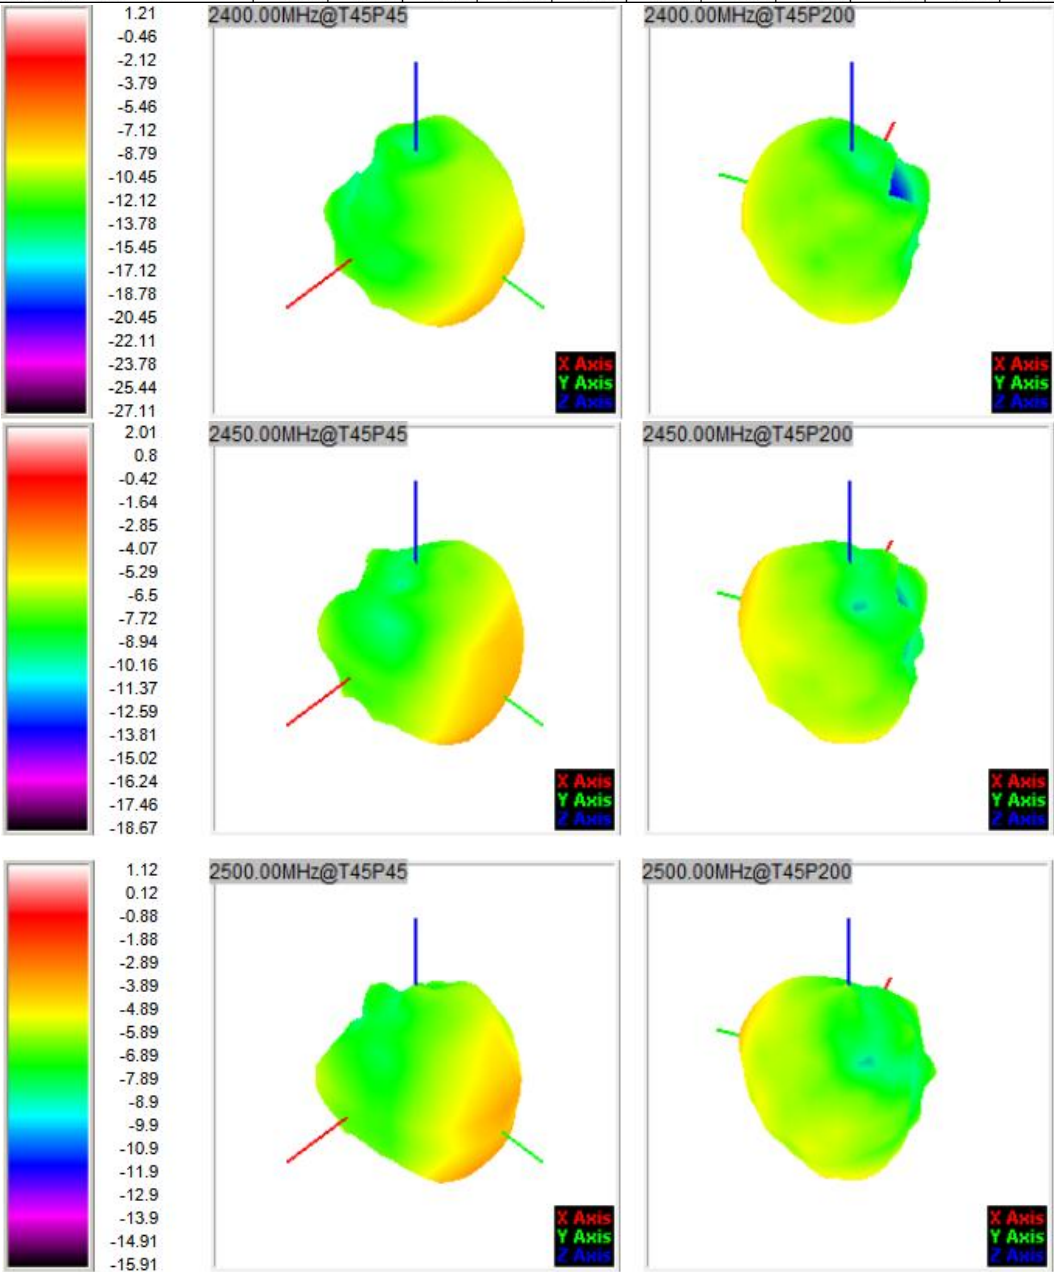 1.21
-0.46
-2.12
-3.79
-5.46
-7.12
-8.79
-10.45
-12.12
-13.78
-15.45
-17.12
-18.78
-20.45
-22.11
-23.78
-25.44
-27.11
2400.00MHz@T45P45
X Axis
Y Axis
Z Axis
2400.00MHz@T45P200
X Axis
Y Axis
Z Axis
2.01
0.8
-0.42
-1.64
-2.85
-4.07
-5.29
-6.5
-7.72
-8.94
-10.16
-11.37
-12.59
-13.81
-15.02
-16.24
-17.46
-18.67
2450.00MHz@T45P45
X Axis
Y Axis
Z Axis
2450.00MHz@T45P200
X Axis
Y Axis
Z Axis
1.12
0.12
-0.88
-1.88
-2.89
-3.89
-4.89
-5.89
-6.89
-7.89
-8.9
-9.9
-10.9
-11.9
-12.9
-13.9
-14.91
-15.91
2500.00MHz@T45P45
X Axis
Y Axis
Z Axis
2500.00MHz@T45P200
X Axis
Y Axis
Z Axis